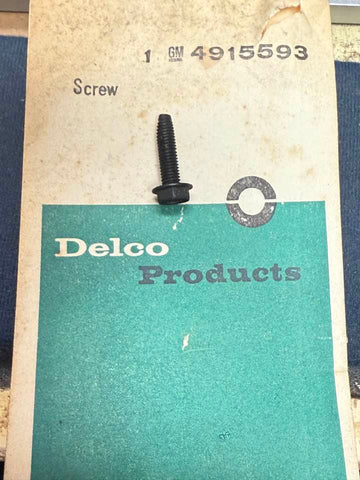 1 GM 4915593
Screw
Delco
Products